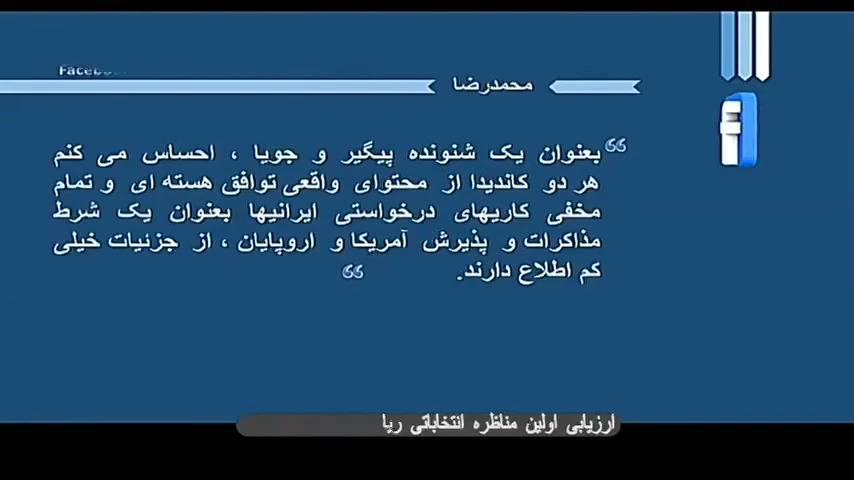 محمدرضا
بعنوان یک شنونده پیگیر و جویا ، احساس می کنم
هر دو کاندیدا از محتوای واقعی توافق هسته ای و تمام
مخفی کاریهای درخواستی ایرانیها بعنوان یک شرط
مذاکرات و پذیرش آمریکا و اروپایان ، از جزئیات خیلی
کم اطلاع دارند.
ارزیابی اولین مناظره انتخاباتی